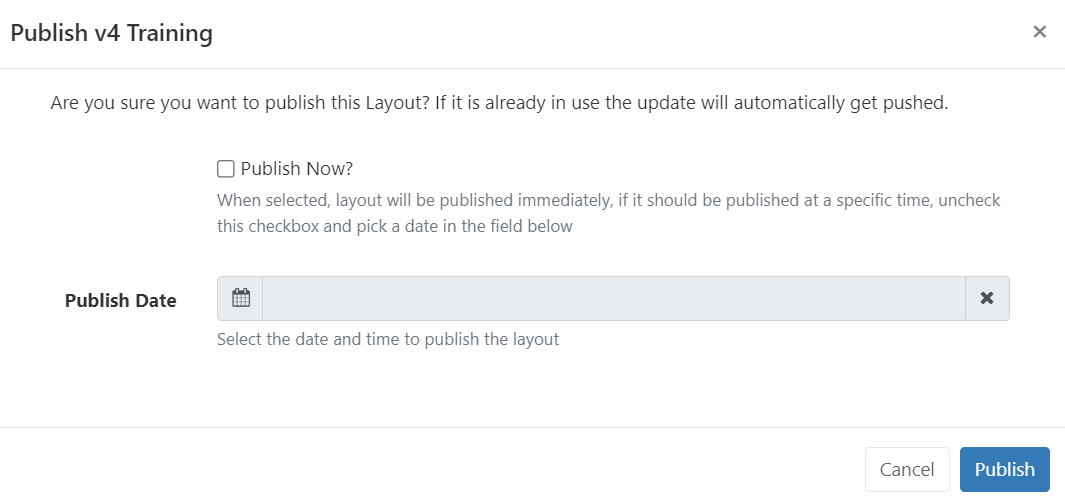 Publish v4 Training
Are you sure you want to publish this Layout? If it is already in use the update will automatically get pushed.
Publish Now?
When selected, layout will be published immediately, if it should be published at a specific time, uncheck
this checkbox and pick a date in the field below
Publish Date
Select the date and time to publish the layout
Cancel
Publish